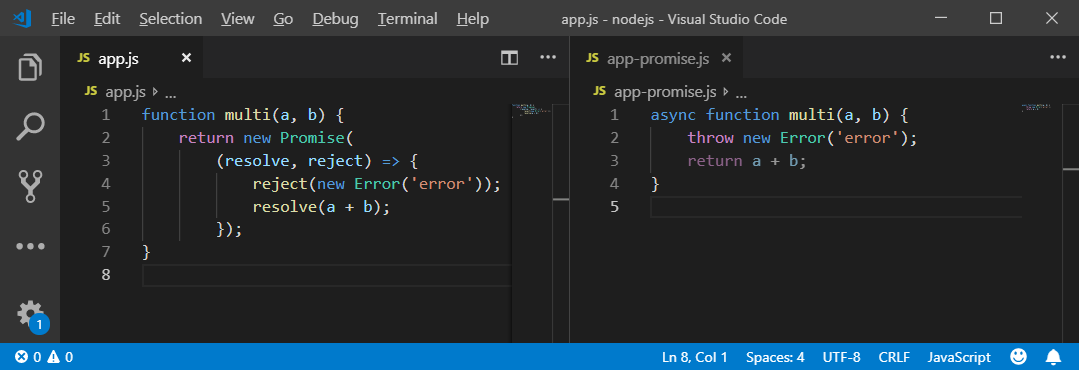 File Edit Selection View Go Debug Terminal Help app.js - nodejs - Visual Studio Code
JS app.js
JS app.js > ...
1 function multi(a, b) {
2 return new Promise(
3 (resolve, reject) => {
4 reject(new Error('error'));
5 resolve(a + b);
6 });
7 }
8
JS app-promise.js
JS app-promise.js > ...
1 async function multi(a, b) {
2 throw new Error('error');
3 return a + b;
4 }
5
1
0 0 Ln 8, Col 1 Spaces: 4 UTF-8 CRLF JavaScript